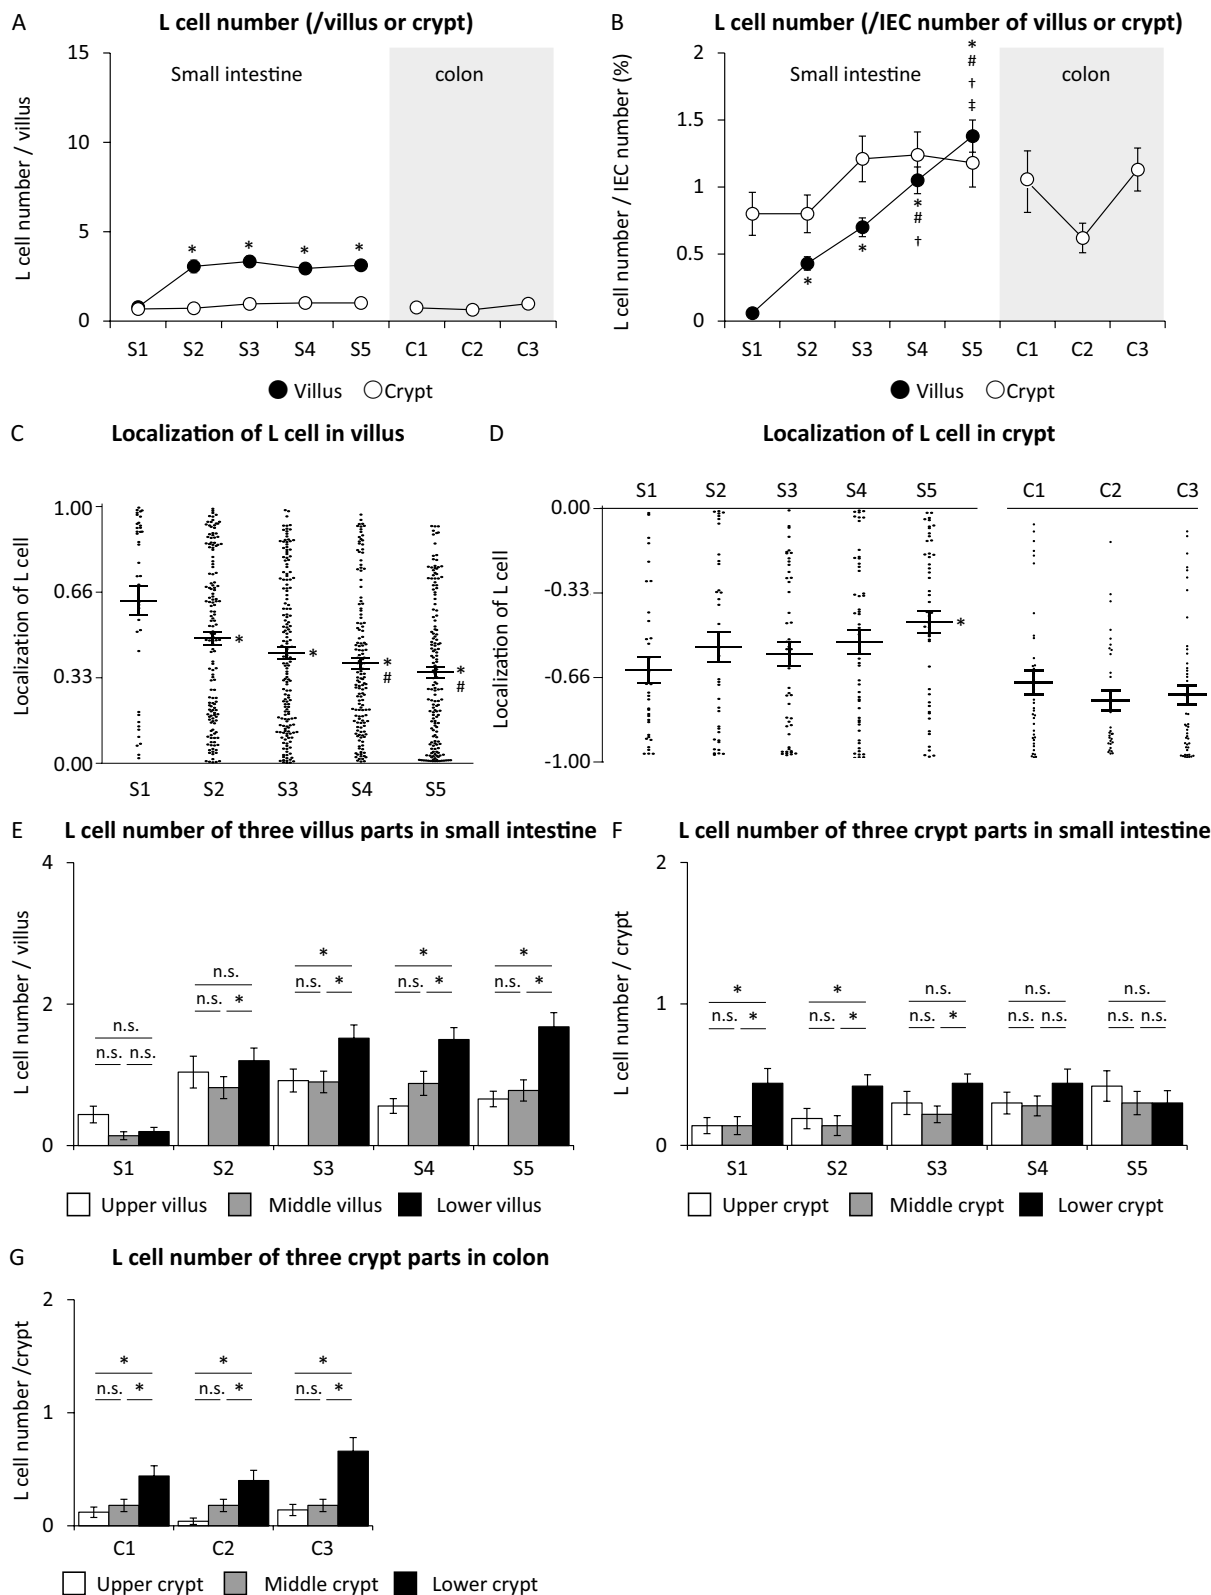 A L cell number (/villus or crypt)
15
10
5
0
L cell number / villus
Small intestine
colon
*
*
*
*
S1 S2 S3 S4 S5 C1 C2 C3
Villus Crypt
B L cell number (/IEC number of villus or crypt)
2
1.5
1
0.5
0
L cell number / IEC number (%)
Small intestine
colon
*
#
†
‡
*
#
†
*
*
S1 S2 S3 S4 S5 C1 C2 C3
Villus Crypt
C Localization of L cell in villus
1.00
0.66
0.33
0.00
Localization of L cell
*
*
*
#
*
#
S1 S2 S3 S4 S5
D Localization of L cell in crypt
S1 S2 S3 S4 S5 C1 C2 C3
0.00
-0.33
-0.66
-1.00
Localization of L cell
*
E L cell number of three villus parts in small intestine
4
2
0
L cell number / villus
n.s.
n.s. n.s.
n.s.
n.s. *
*
n.s. *
*
n.s. *
*
n.s. *
S1 S2 S3 S4 S5
Upper villus Middle villus Lower villus
F L cell number of three crypt parts in small intestine
2
1
0
L cell number / crypt
*
n.s. *
*
n.s. *
n.s.
n.s. *
n.s.
n.s. n.s.
n.s.
n.s. n.s.
S1 S2 S3 S4 S5
Upper crypt Middle crypt Lower crypt
G L cell number of three crypt parts in colon
2
1
0
L cell number /crypt
*
n.s. *
*
n.s. *
*
n.s. *
C1 C2 C3
Upper crypt Middle crypt Lower crypt